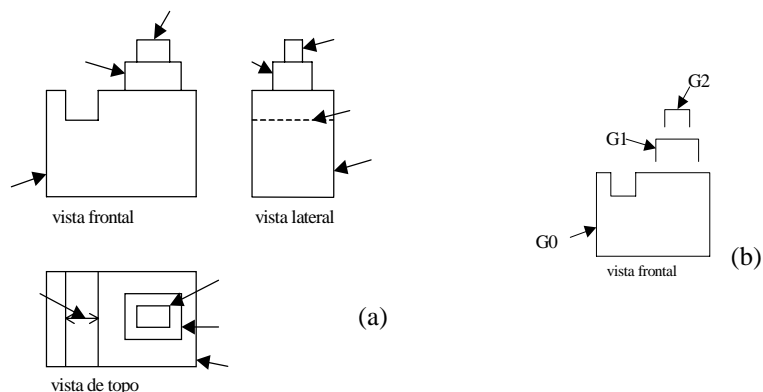 vista frontal
vista lateral
vista de topo
(a)
G2
G1
G0
vista frontal
(b)